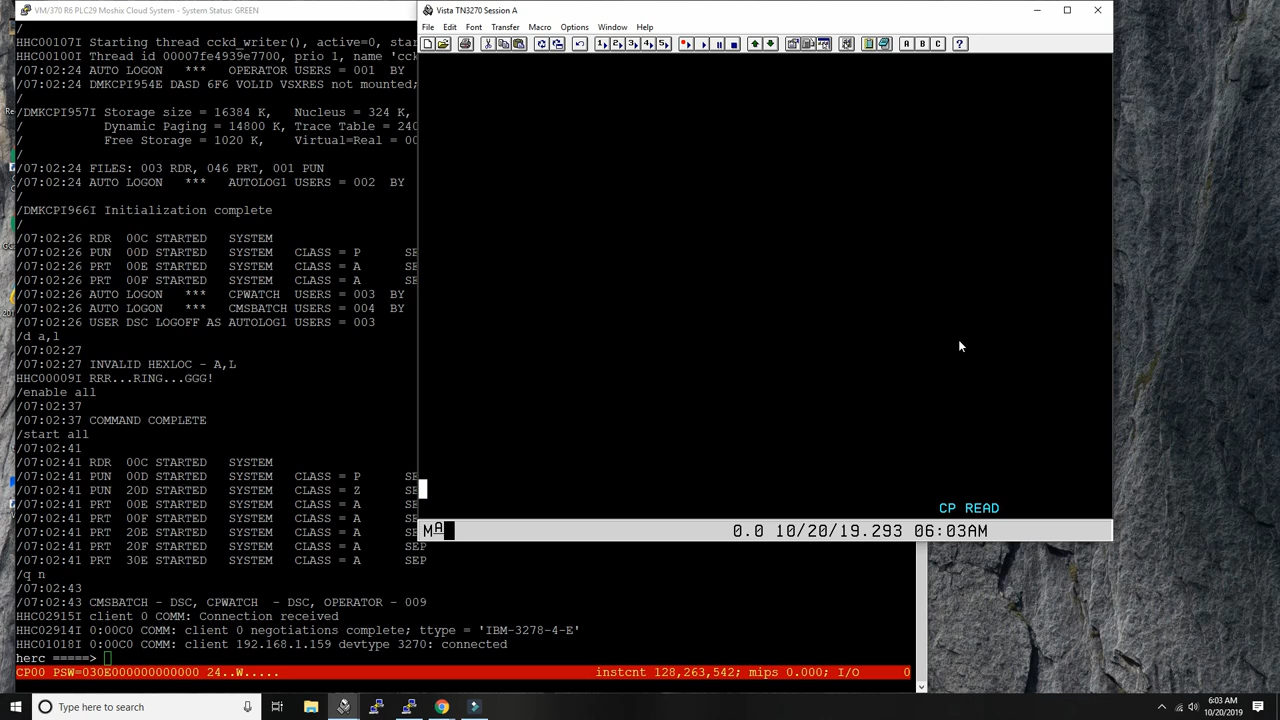 VM/370 R6 PLC29 Moshix Cloud System - System Status: GREEN
/
HHC00107I Starting thread cckd_writer(), active=0, star
HHC00100I Thread id 00007fe4939e7700, prio 1, name 'cck
/07:02:24 AUTO LOGON   ***   OPERATOR USERS = 001  BY
/07:02:24 DMKCPI954E DASD 6F6 VOLID VSXRES not mounted;
/
/DMKCPI957I Storage size = 16384 K,   Nucleus = 324 K,
/           Dynamic Paging = 14800 K, Trace Table = 240
/           Free Storage = 1020 K,    Virtual=Real = 00
/
/07:02:24 FILES: 003 RDR, 046 PRT, 001 PUN
/07:02:24 AUTO LOGON   ***   AUTOLOG1 USERS = 002  BY
/
/DMKCPI966I Initialization complete
/
/07:02:26 RDR  00C STARTED   SYSTEM
/07:02:26 PUN  00D STARTED   SYSTEM   CLASS = P      SE
/07:02:26 PRT  00E STARTED   SYSTEM   CLASS = A      SE
/07:02:26 PRT  00F STARTED   SYSTEM   CLASS = A      SE
/07:02:26 AUTO LOGON   ***   CPWATCH  USERS = 003  BY
/07:02:26 AUTO LOGON   ***   CMSBATCH USERS = 004  BY
/07:02:26 USER DSC LOGOFF AS AUTOLOG1 USERS = 003
/d a,l
/07:02:27
/07:02:27 INVALID HEXLOC - A,L
HHC00009I RRR...RING...GGG!
/enable all
/07:02:37
/07:02:37 COMMAND COMPLETE
/start all
/07:02:41
/07:02:41 RDR  00C STARTED   SYSTEM
/07:02:41 PUN  00D STARTED   SYSTEM   CLASS = P      SE
/07:02:41 PUN  20D STARTED   SYSTEM   CLASS = Z      SE
/07:02:41 PRT  00E STARTED   SYSTEM   CLASS = A      SE
/07:02:41 PRT  00F STARTED   SYSTEM   CLASS = A      SE
/07:02:41 PRT  20E STARTED   SYSTEM   CLASS = A      SE
/07:02:41 PRT  20F STARTED   SYSTEM   CLASS = A      SEP
/07:02:41 PRT  30E STARTED   SYSTEM   CLASS = A      SEP
/q n
/07:02:43
/07:02:43 CMSBATCH - DSC, CPWATCH  - DSC, OPERATOR - 009
HHC02915I client 0 COMM: Connection received
HHC02914I 0:00C0 COMM: client 0 negotiations complete; ttype = 'IBM-3278-4-E'
HHC01018I 0:00C0 COMM: client 192.168.1.159 devtype 3270: connected
herc =====>
CP00 PSW=030E000000000000 24..W.....     instcnt 128,263,542; mips 0.000; I/O     0
Vista TN3270 Session A
File Edit Font Transfer Macro Options Window Help
1 2 3 4 5 A B C ?
CP READ
MA 0.0 10/20/19.293 06:03AM
Type here to search
6:03 AM
10/20/2019